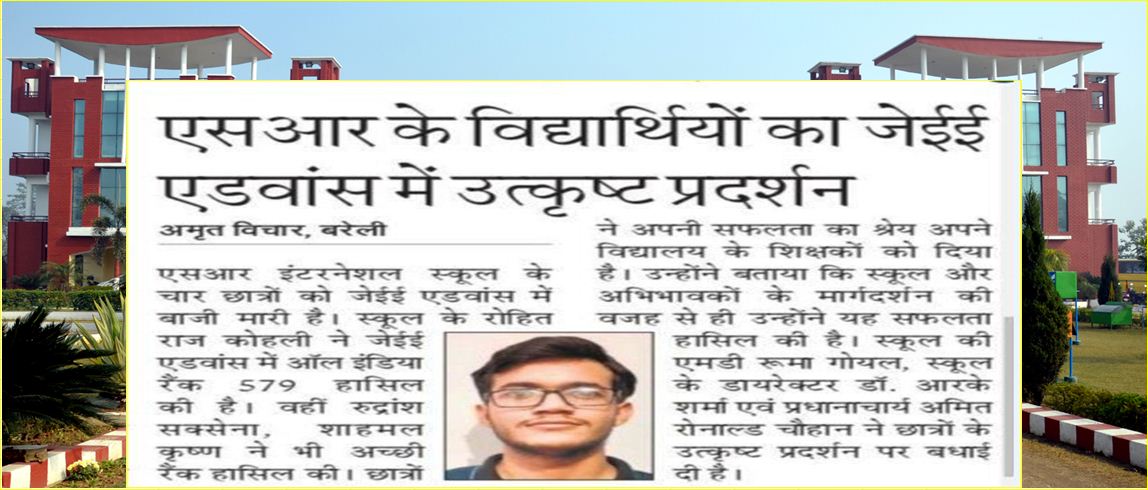 एसआर के विद्यार्थियों का जेईई
एडवांस में उत्कृष्ट प्रदर्शन
अमृत विचार, बरेली
एसआर इंटरनेशल स्कूल के
चार छात्रों को जेईई एडवांस में
बाजी मारी है। स्कूल के रोहित
राज कोहली ने जेईई
एडवांस में ऑल इंडिया
रैंक 579 हासिल
की है। वहीं रुद्रांश
सक्सेना, शाहमल
कृष्ण ने भी अच्छी
रैंक हासिल की। छात्रों
ने अपनी सफलता का श्रेय अपने
विद्यालय के शिक्षकों को दिया
है। उन्होंने बताया कि स्कूल और
अभिभावकों के मार्गदर्शन की
वजह से ही उन्होंने यह सफलता
हासिल की है। स्कूल की
एमडी रूमा गोयल, स्कूल
के डायरेक्टर डॉ. आरके
शर्मा एवं प्रधानाचार्य अमित
रोनाल्ड चौहान ने छात्रों के
उत्कृष्ट प्रदर्शन पर बधाई
दी है।